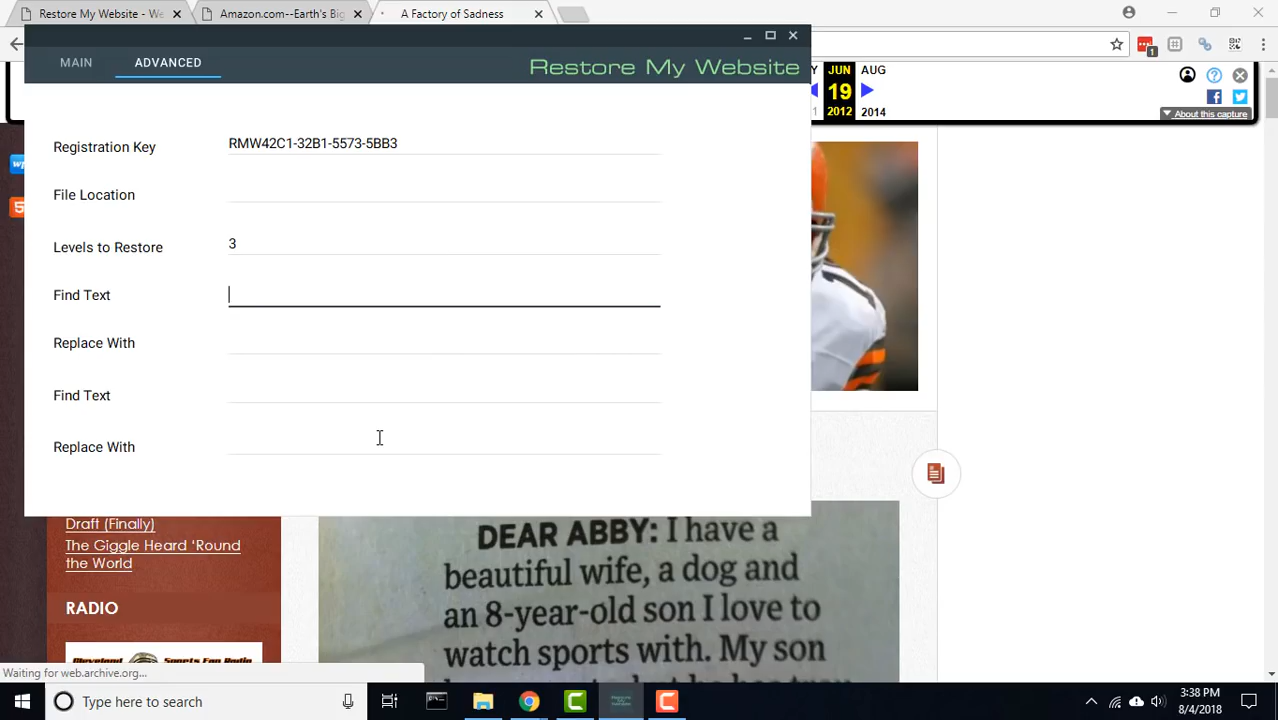 Restore My Website - We
Amazon.com--Earth's Big
A Factory of Sadness
MAIN
ADVANCED
Restore My Website
Registration Key
RMW42C1-32B1-5573-5BB3
File Location
Levels to Restore
3
Find Text
Replace With
Find Text
Replace With
1
Y
JUN
AUG
19
1
2012
2014
About this capture
Draft (Finally)
The Giggle Heard 'Round
the World
RADIO
DEAR ABBY: I have a
beautiful wife, a dog and
an 8-year-old son I love to
watch sports with. My son
Waiting for web.archive.org...
Type here to search
3:38 PM
8/4/2018